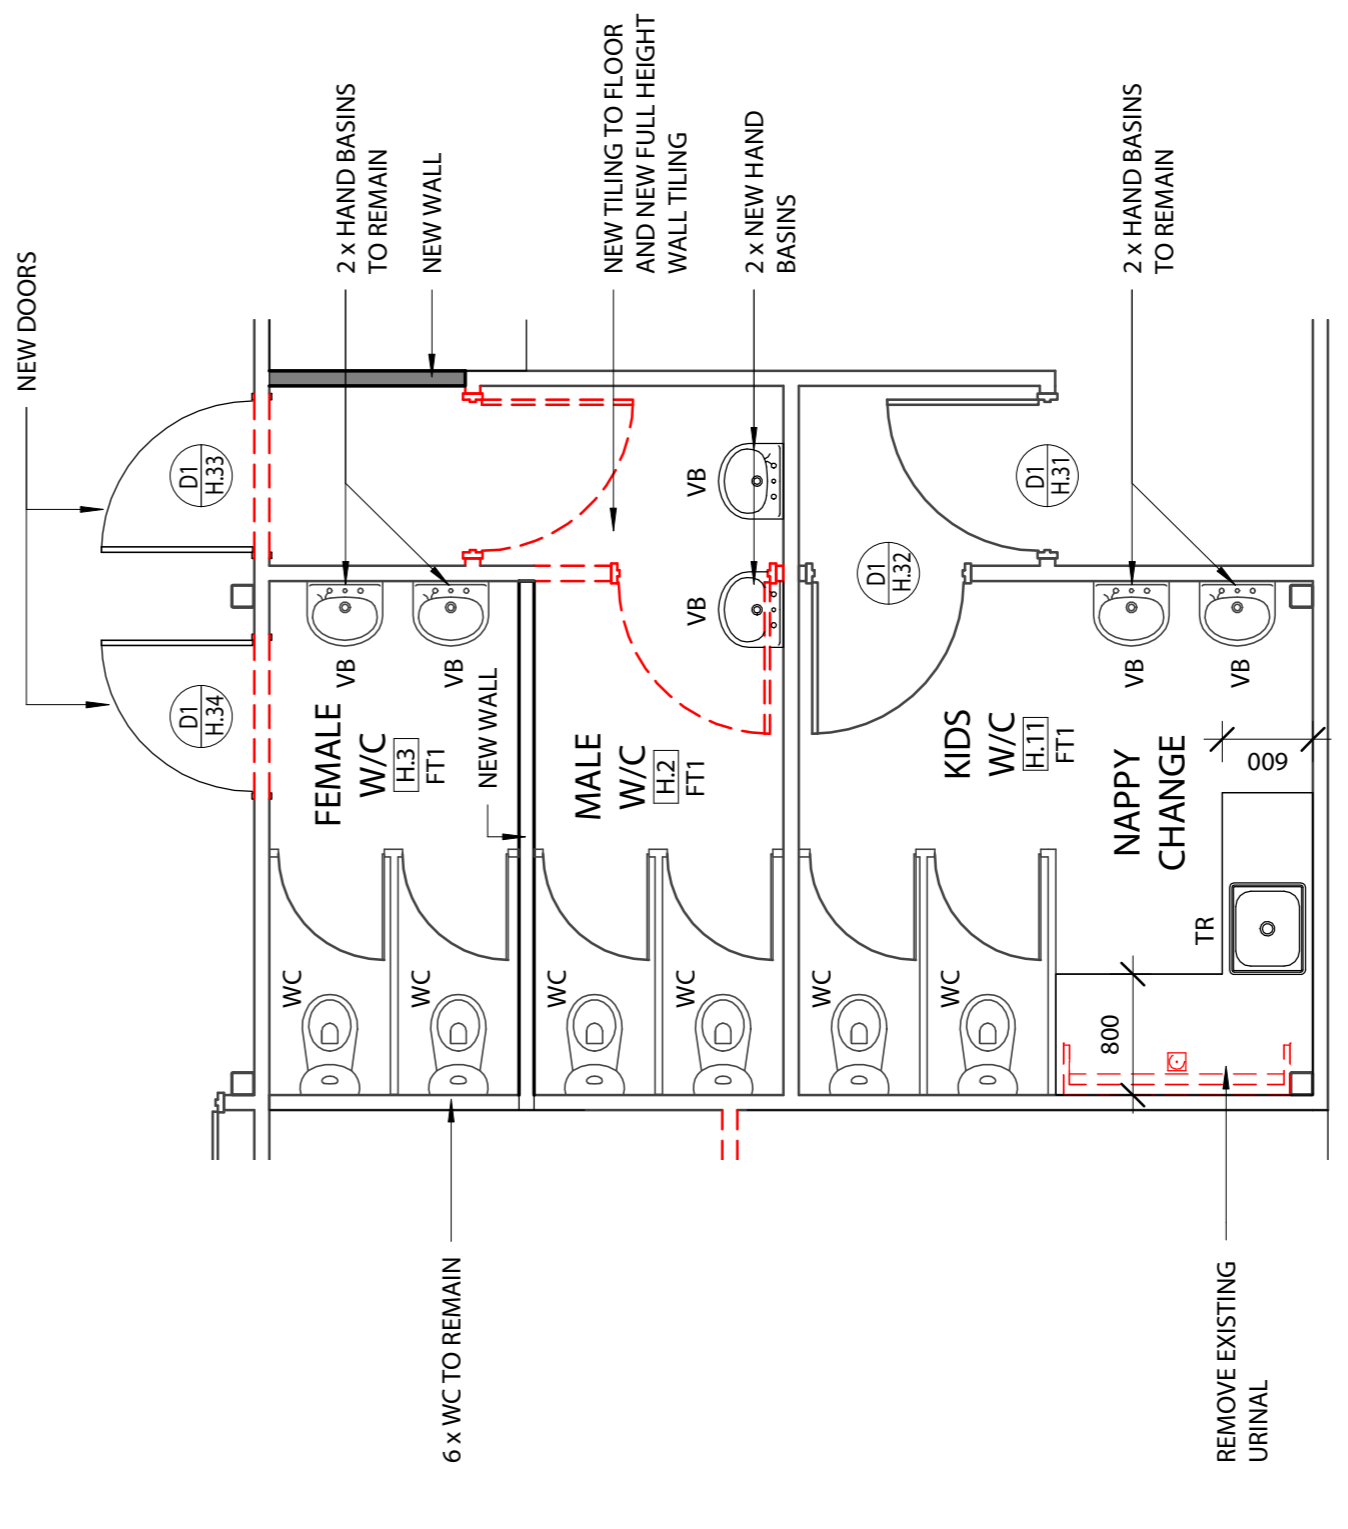 NEW DOORS
2 x HAND BASINS
TO REMAIN
NEW WALL
NEW TILING TO FLOOR
AND NEW FULL HEIGHT
WALL TILING
2 x NEW HAND
BASINS
2 x HAND BASINS
TO REMAIN
D1
H.33
D1
H.34
D1
H.32
D1
H.31
VB
VB
VB
VB
VB
VB
FEMALE
W/C
H.3
FT1
NEW WALL
MALE
W/C
H.2
FT1
KIDS
W/C
H.11
FT1
NAPPY
CHANGE
600
TR
800
WC
WC
WC
WC
WC
WC
6 x WC TO REMAIN
REMOVE EXISTING
URINAL